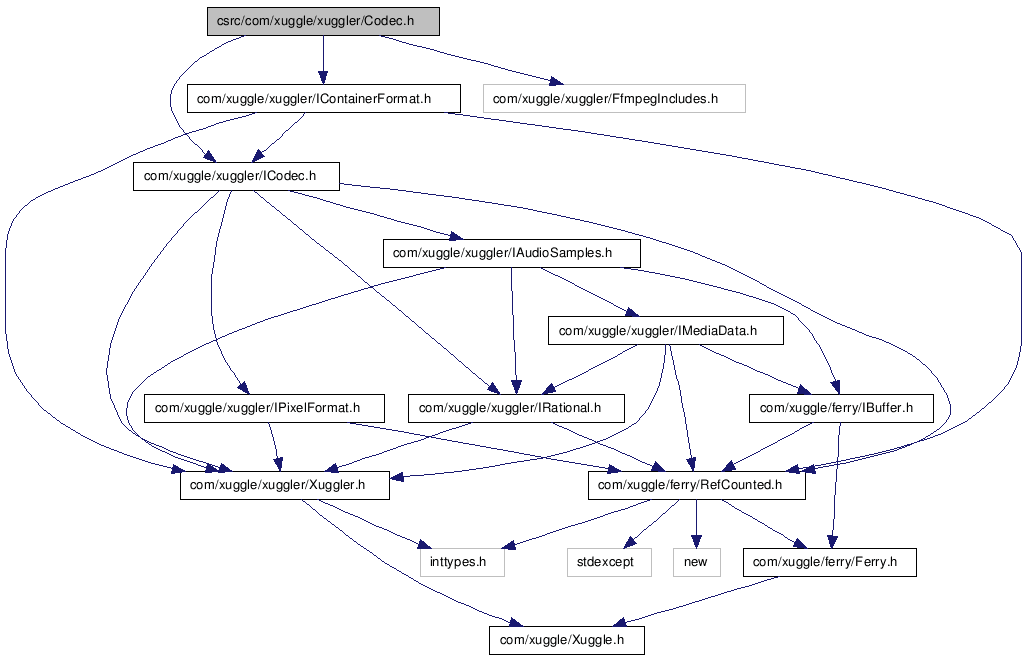 csrc/com/xuggle/xuggler/Codec.h
com/xuggle/xuggler/IContainerFormat.h
com/xuggle/xuggler/FfmpegIncludes.h
com/xuggle/xuggler/ICodec.h
com/xuggle/xuggler/IAudioSamples.h
com/xuggle/xuggler/IMediaData.h
com/xuggle/xuggler/IPixelFormat.h
com/xuggle/xuggler/IRational.h
com/xuggle/ferry/IBuffer.h
com/xuggle/xuggler/Xuggler.h
com/xuggle/ferry/RefCounted.h
inttypes.h
stdexcept
new
com/xuggle/ferry/Ferry.h
com/xuggle/Xuggle.h